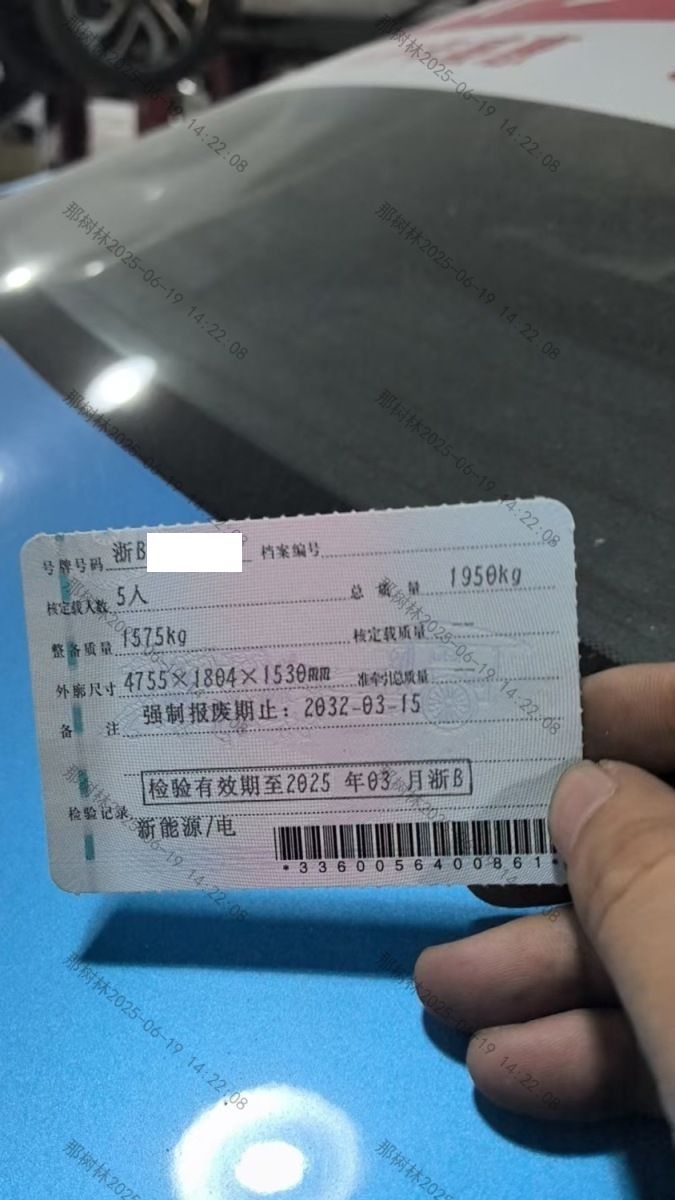 那树林2025-06-19 14:22:08
号牌号码 浙B 档案编号
核定载人数 5人 总 质 量 1950kg
整备质量 1575kg 核定载质量 --
外廓尺寸 4755×1804×1530mm 准牵引总质量
备 注 强制报废期止：2032-03-15
检验有效期至2025 年03 月浙B
检验记录
新能源/电
*3360056400861*